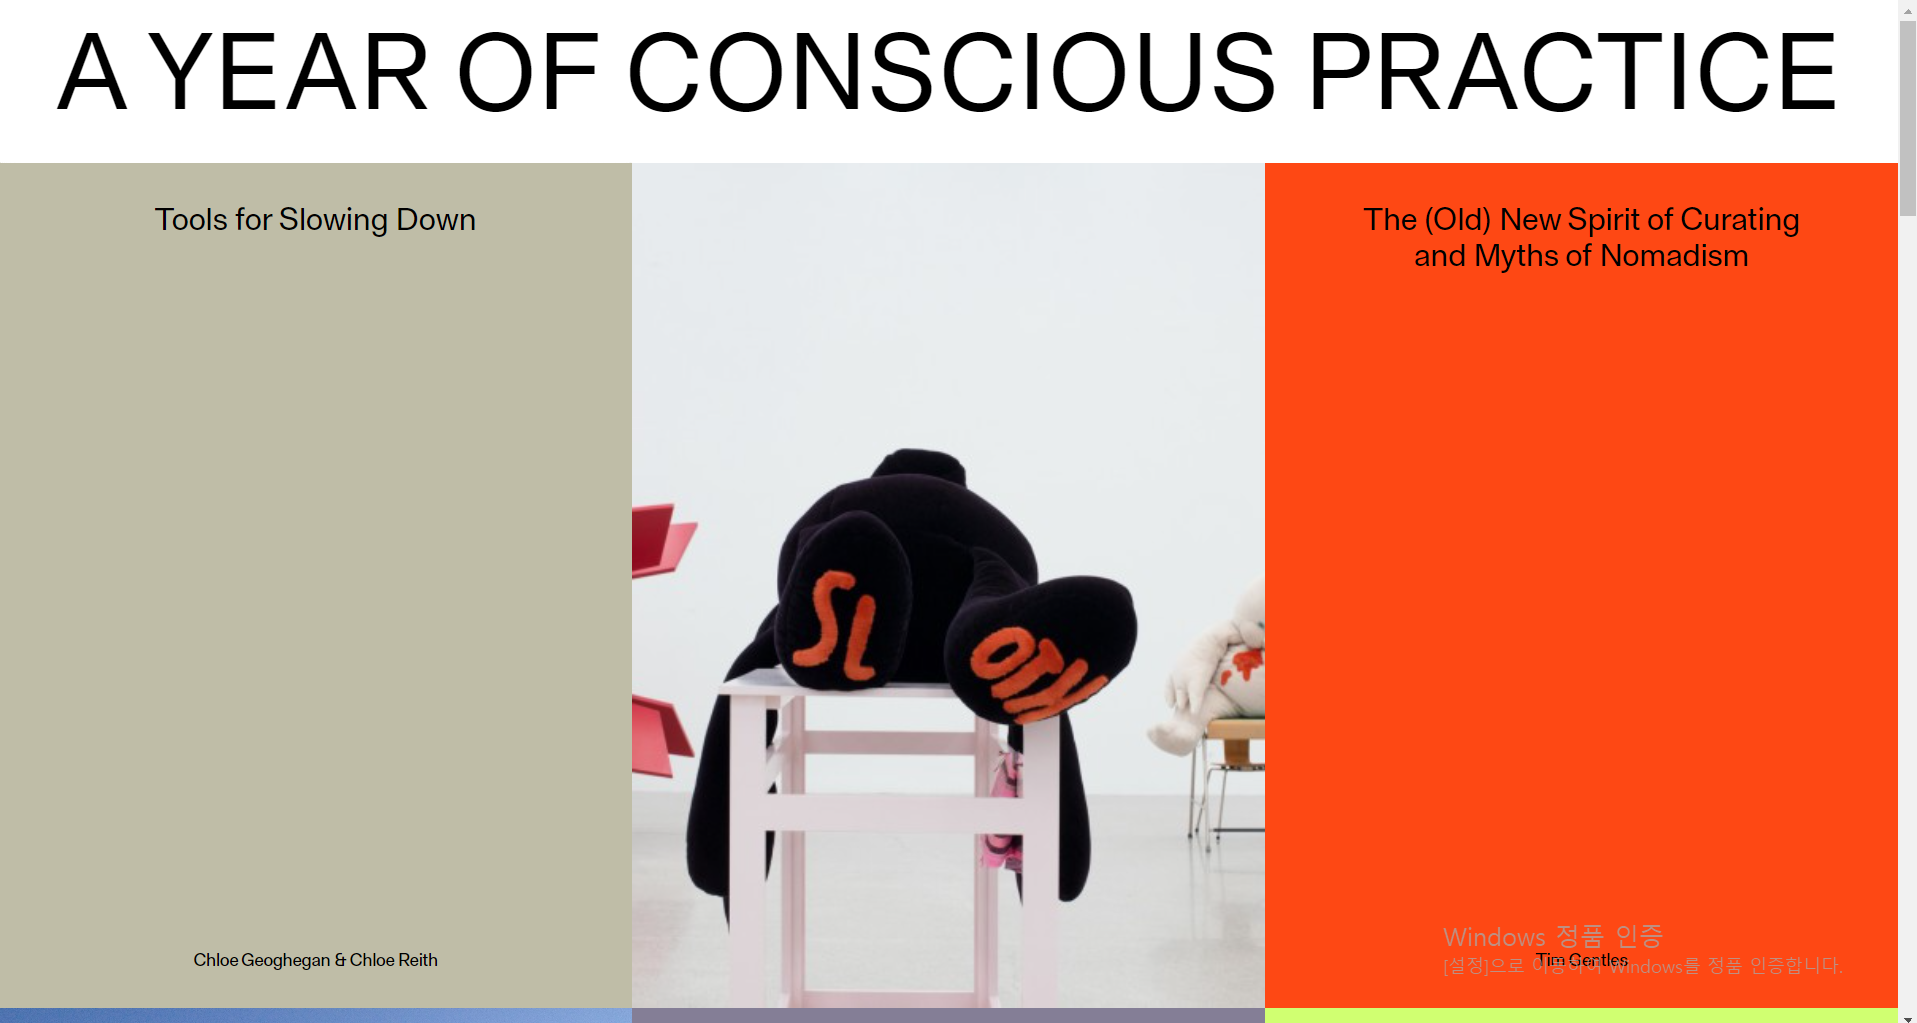 A YEAR OF CONSCIOUS PRACTICE
Tools for Slowing Down
Chloe Geoghegan & Chloe Reith
SL
OTH
The (Old) New Spirit of Curating
and Myths of Nomadism
Tim Gentles
Windows 정품 인증
[설정]으로 이동하여 Windows를 정품 인증합니다.